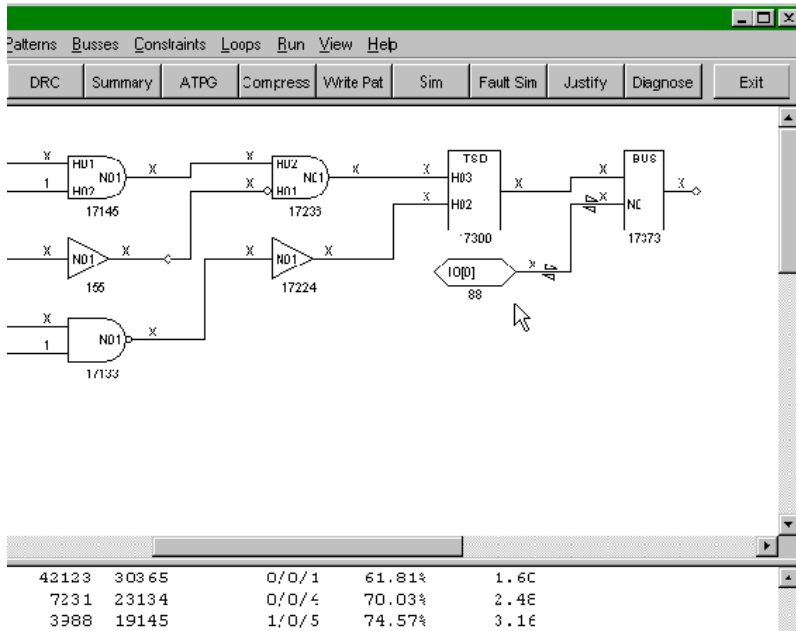 Patterns Busses Constraints Loops Run View Help
DRC Summary ATPG Compress Write Pat Sim Fault Sim Justify Diagnose Exit
X X X X X TSD X X BUS X
H01 N01 H02 N01 H03
1 H02 X H01 X H02 X N0
17145 17233 17300 17373
X N01 X X N01 X IO[0] X
155 17224 88
X N01 X
1
17133
42123 30365 0/0/1 61.81% 1.60
7231 23134 0/0/4 70.03% 2.48
3988 19145 1/0/5 74.57% 3.16